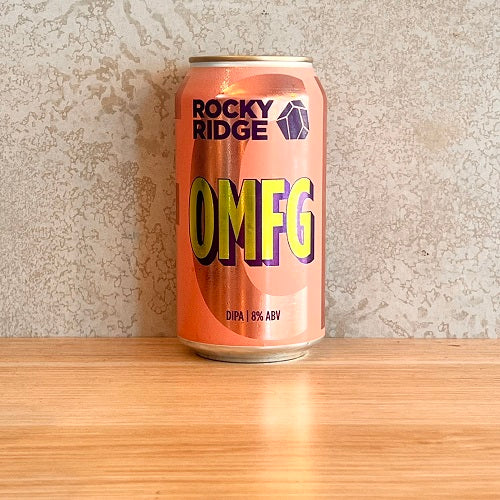 ROCKY
RIDGE
OMFG
DIPA | 8% ABV